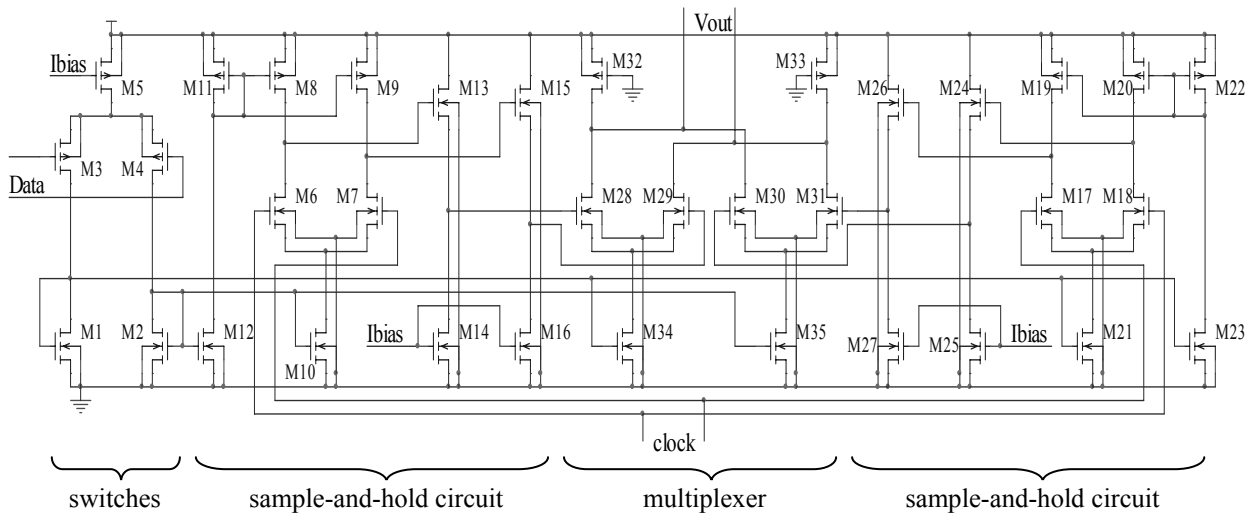 Vout
Ibias
M5
M11
M8
M9
M13
M15
M32
M33
M26
M24
M19
M20
M22
M3
M4
Data
M6
M7
M28
M29
M30
M31
M17
M18
M1
M2
M12
M10
Ibias
M14
M16
M34
M35
M27
M25
Ibias
M21
M23
clock
switches
sample-and-hold circuit
multiplexer
sample-and-hold circuit